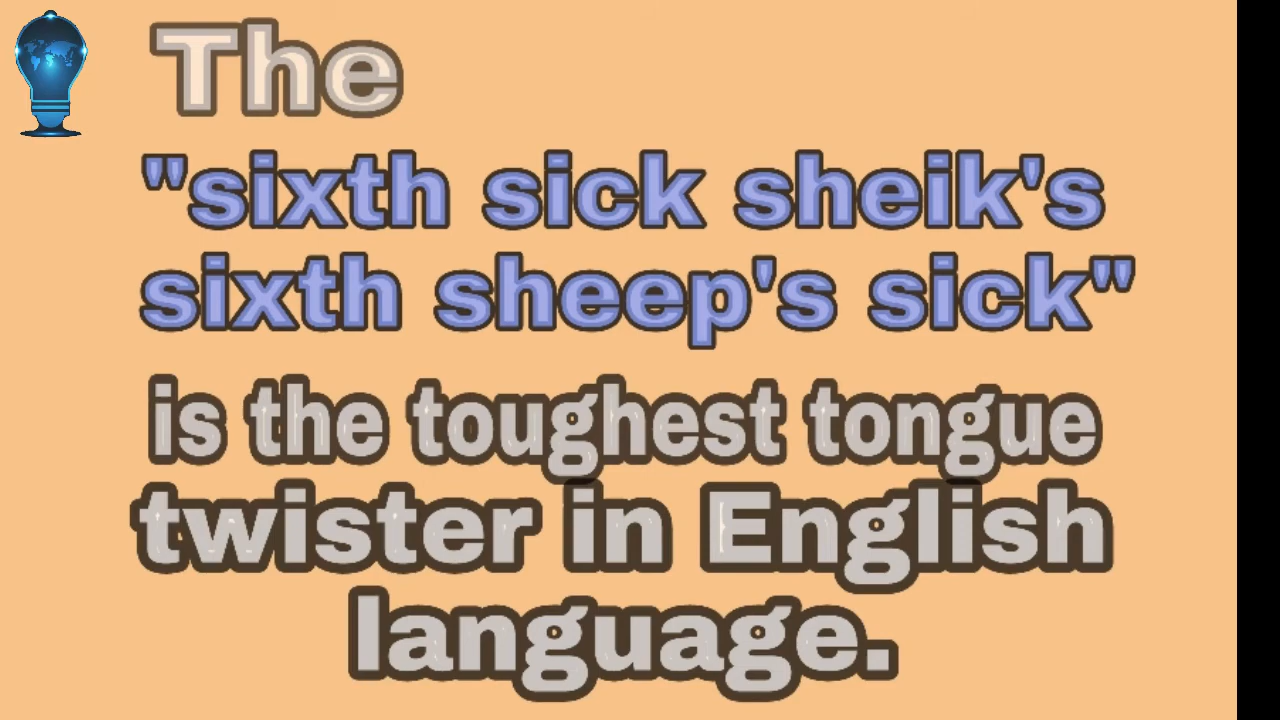 The
"sixth sick sheik's
sixth sheep's sick"
is the toughest tongue
twister in English
language.